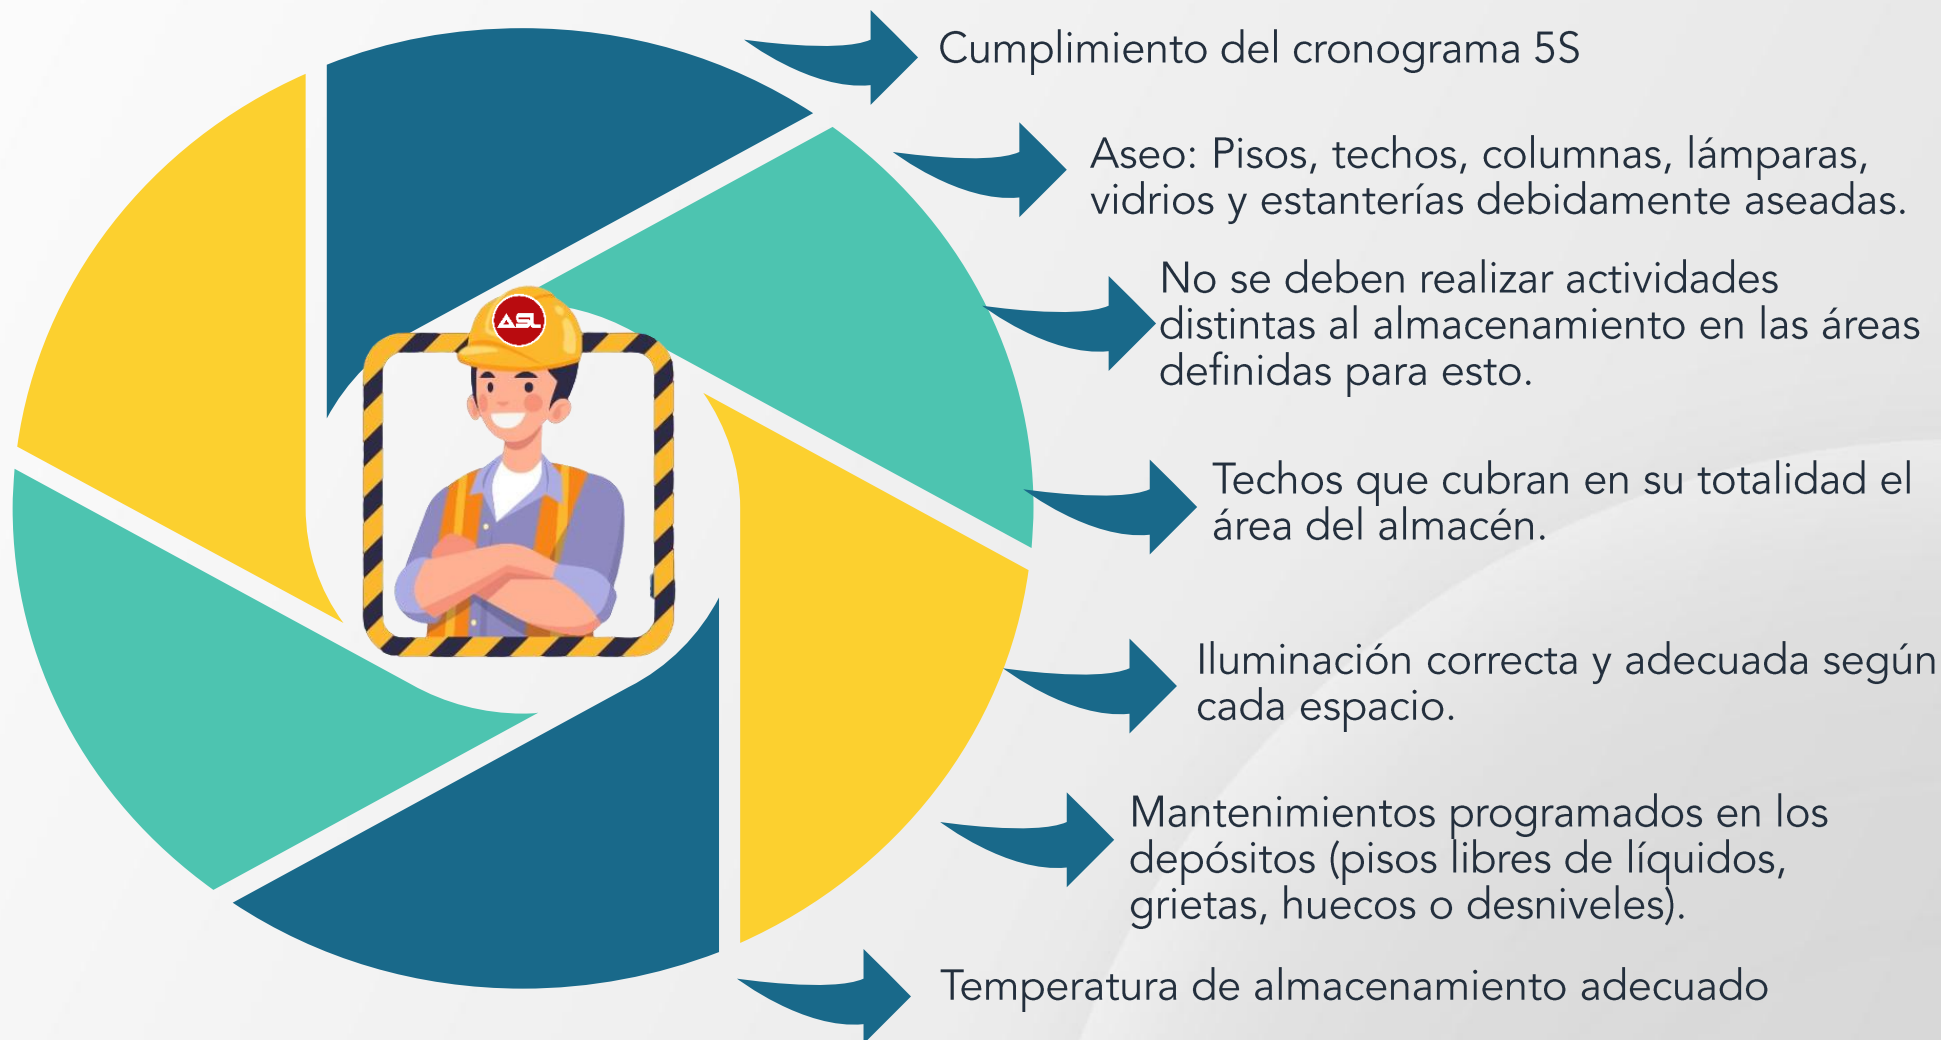 Cumplimiento del cronograma 5S
Aseo: Pisos, techos, columnas, lámparas,
vidrios y estanterías debidamente aseadas.
No se deben realizar actividades
distintas al almacenamiento en las áreas
definidas para esto.
ASL
Techos que cubran en su totalidad el
área del almacén.
Iluminación correcta y adecuada según
cada espacio.
Mantenimientos programados en los
depósitos (pisos libres de líquidos,
grietas, huecos o desniveles).
Temperatura de almacenamiento adecuado